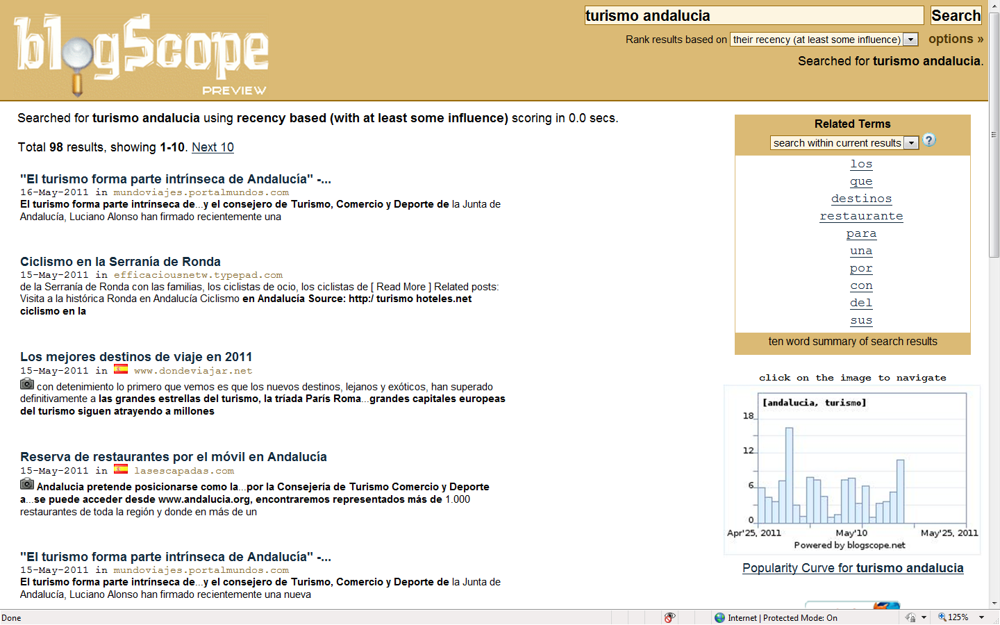 blogScope
PREVIEW
turismo andalucia
Search
Rank results based on their recency (at least some influence) options »
Searched for turismo andalucia.
Searched for turismo andalucia using recency based (with at least some influence) scoring in 0.0 secs.
Total 98 results, showing 1-10. Next 10
"El turismo forma parte intrínseca de Andalucía" -...
16-May-2011 in mundoviajes.portalmundos.com
El turismo forma parte intrínseca de...y el consejero de Turismo, Comercio y Deporte de la Junta de
Andalucía, Luciano Alonso han firmado recientemente una
Ciclismo en la Serranía de Ronda
15-May-2011 in efficaciousnetw.typepad.com
de la Serranía de Ronda con las familias, los ciclistas de ocio, los ciclistas de [ Read More ] Related posts:
Visita a la histórica Ronda en Andalucía Ciclismo en Andalucía Source: http:/ turismo hoteles.net
ciclismo en la
Los mejores destinos de viaje en 2011
15-May-2011 in www.dondeviajar.net
con detenimiento lo primero que vemos es que los nuevos destinos, lejanos y exóticos, han superado
definitivamente a las grandes estrellas del turismo, la tríada París Roma...grandes capitales europeas
del turismo siguen atrayendo a millones
Reserva de restaurantes por el móvil en Andalucía
15-May-2011 in lasescapadas.com
Andalucia pretende posicionarse como la...por la Consejería de Turismo Comercio y Deporte
a...se puede acceder desde www.andalucia.org, encontraremos representados más de 1.000
restaurantes de toda la región y donde en más de un
"El turismo forma parte intrínseca de Andalucía" -...
15-May-2011 in mundoviajes.portalmundos.com
El turismo forma parte intrínseca de...y el consejero de Turismo, Comercio y Deporte de la Junta de
Andalucía, Luciano Alonso han firmado recientemente una nueva
Related Terms
search within current results ?
los
que
destinos
restaurante
para
una
por
con
del
sus
ten word summary of search results
click on the image to navigate
[andalucia, turismo]
18
12
6
0
Apr'25, 2011 May'10 May'25, 2011
Powered by blogscope.net
Popularity Curve for turismo andalucia
Done
Internet | Protected Mode: On
125%